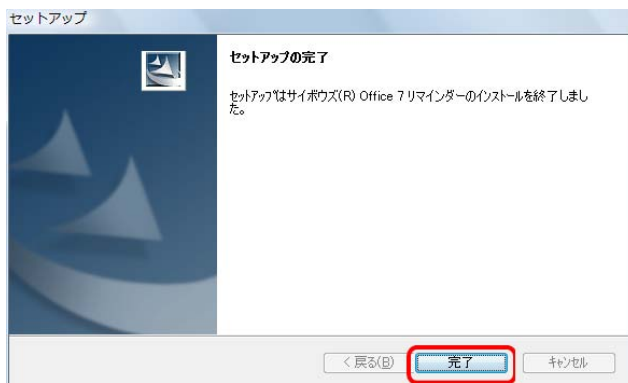 セットアップ
セットアップの完了
セットアップはサイボウズ(R) Office 7 リマインダーのインストールを終了しまし
た。
< 戻る(B)
完了
キャンセル